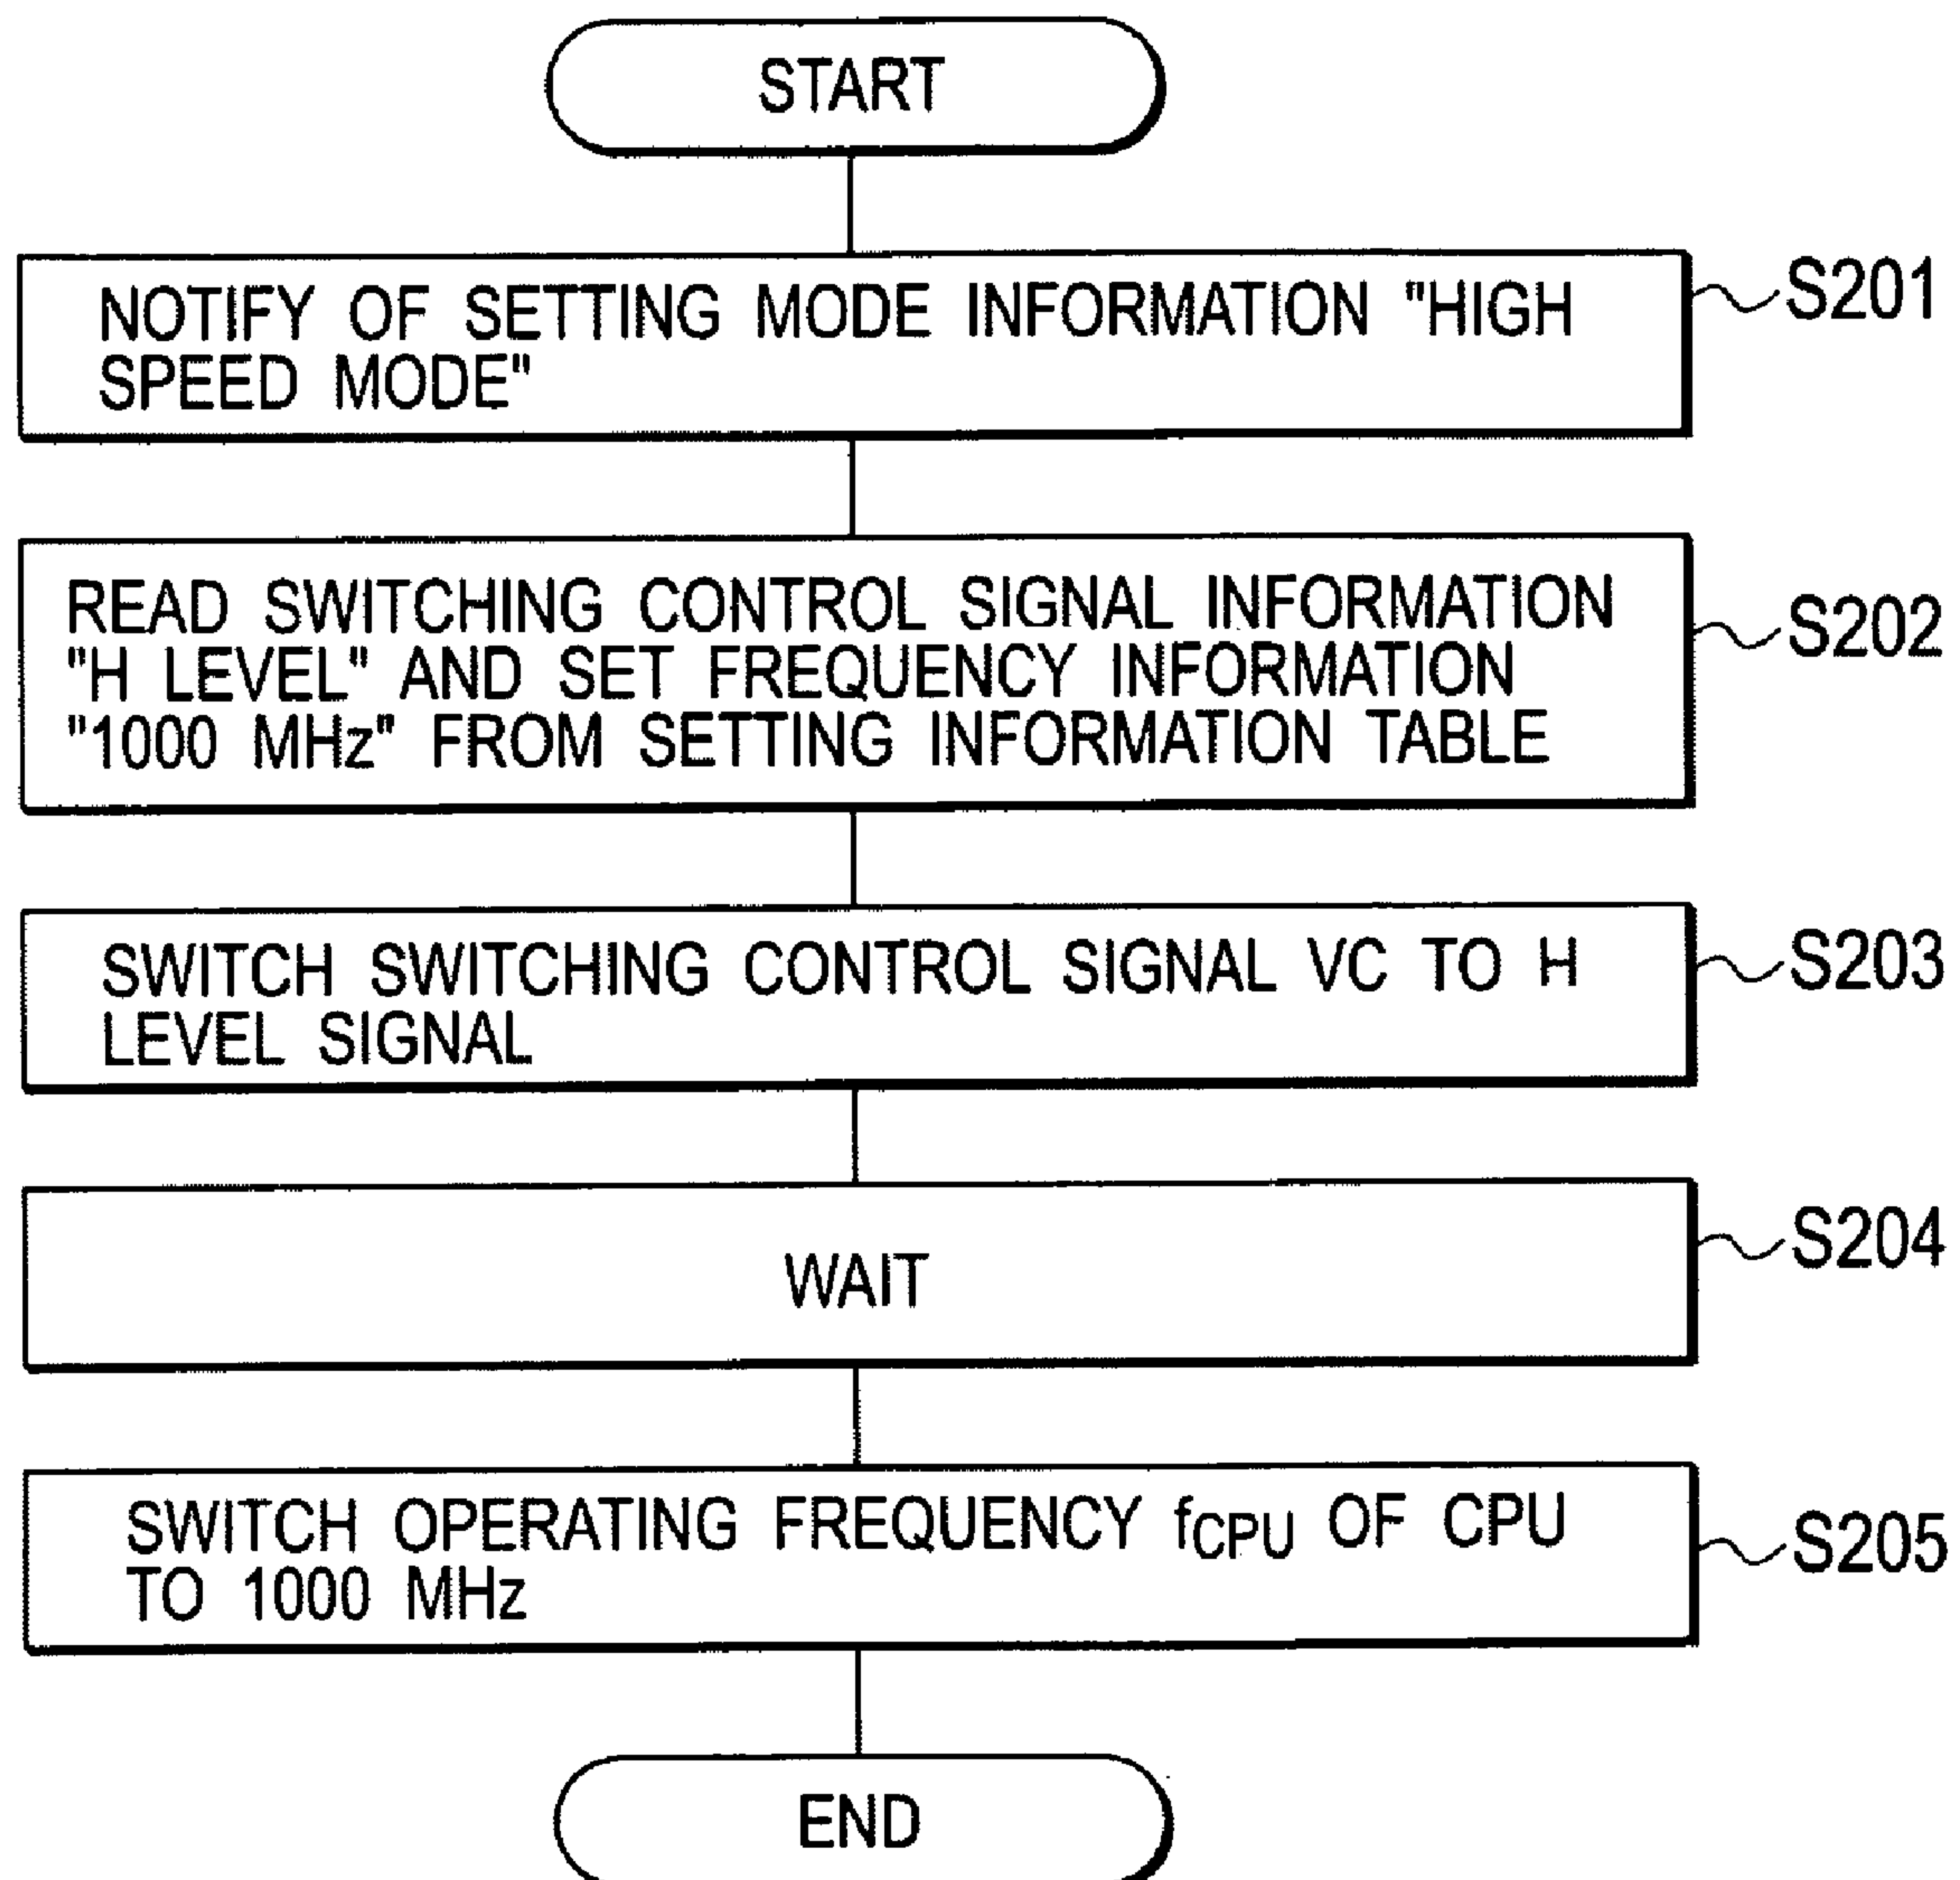 START
NOTIFY OF SETTING MODE INFORMATION "HIGH
SPEED MODE"
S201
READ SWITCHING CONTROL SIGNAL INFORMATION
"H LEVEL" AND SET FREQUENCY INFORMATION
"1000 MHz" FROM SETTING INFORMATION TABLE
S202
SWITCH SWITCHING CONTROL SIGNAL VC TO H
LEVEL SIGNAL
S203
WAIT
S204
SWITCH OPERATING FREQUENCY fCPU OF CPU
TO 1000 MHz
S205
END